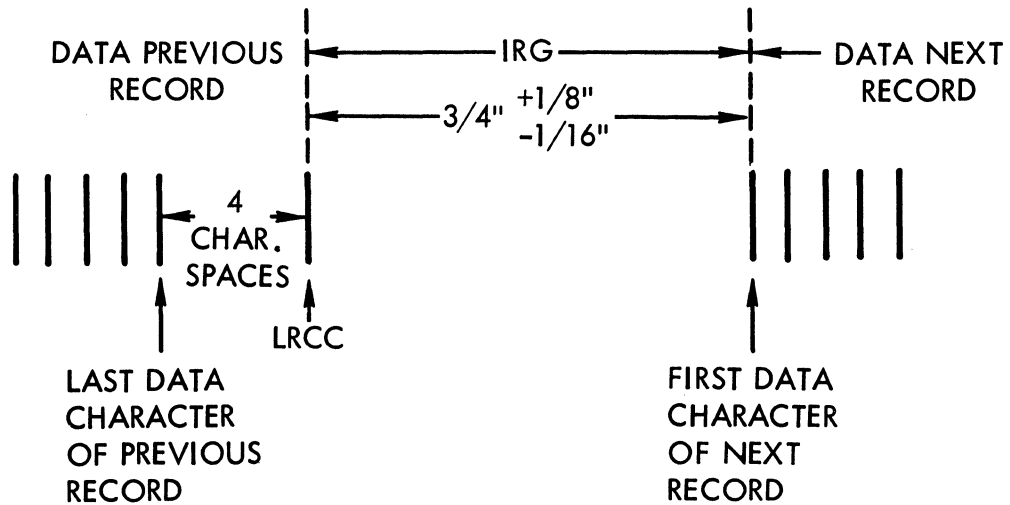 DATA PREVIOUS
RECORD
IRG
DATA NEXT
RECORD
3/4" +1/8"
-1/16"
4
CHAR.
SPACES
LRCC
LAST DATA
CHARACTER
OF PREVIOUS
RECORD
FIRST DATA
CHARACTER
OF NEXT
RECORD